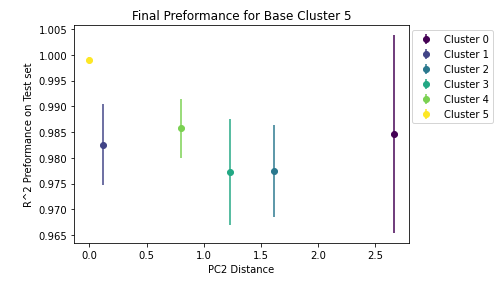 Final Preformance for Base Cluster 5
R^2 Preformance on Test set
1.005
1.000
0.995
0.990
0.985
0.980
0.975
0.970
0.965
0.0 0.5 1.0 1.5 2.0 2.5
PC2 Distance
Cluster 0
Cluster 1
Cluster 2
Cluster 3
Cluster 4
Cluster 5